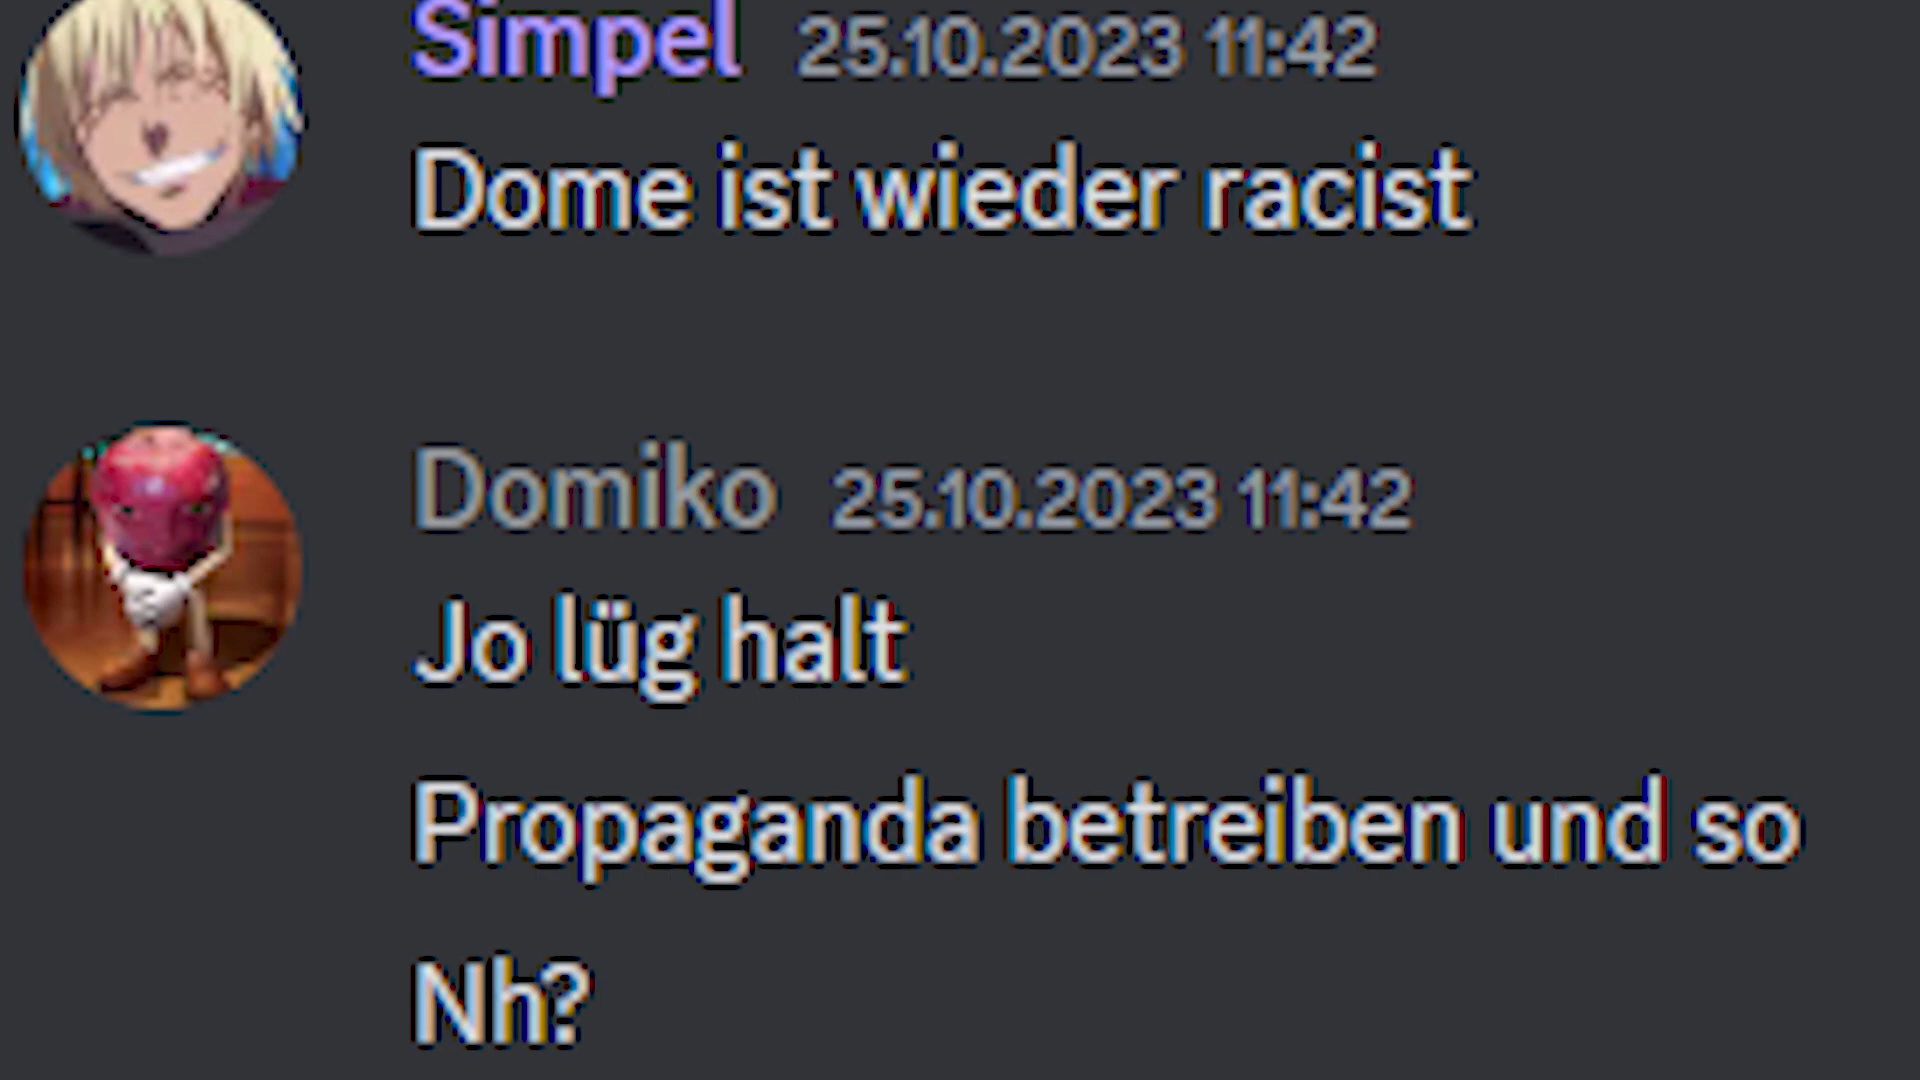 Simpel 25.10.2023 11:42
Dome ist wieder racist
Domiko 25.10.2023 11:42
Jo lüg halt
Propaganda betreiben und so
Nh?